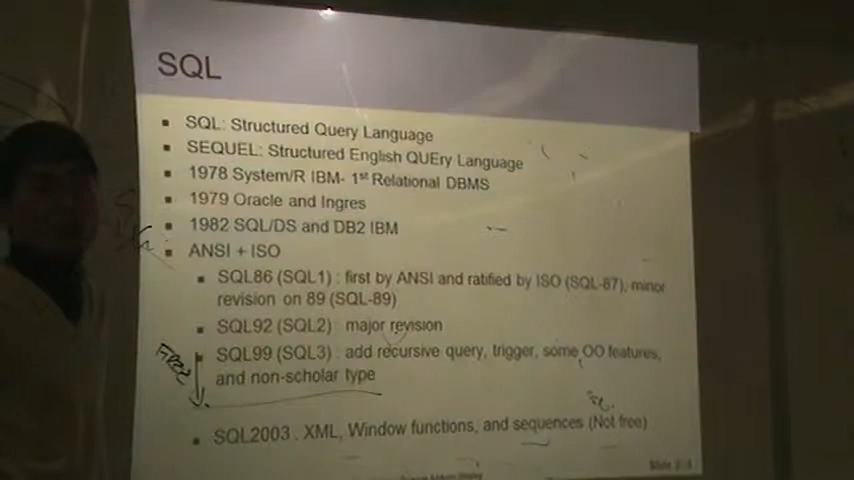 SQL
SQL: Structured Query Language
SEQUEL: Structured English QUEry Language
1978 System/R IBM- 1st Relational DBMS
1979 Oracle and Ingres
1982 SQL/DS and DB2 IBM
ANSI + ISO
SQL86 (SQL1) : first by ANSI and ratified by ISO (SQL-87), minor
revision on 89 (SQL-89)
SQL92 (SQL2) : major revision
SQL99 (SQL3) : add recursive query, trigger, some OO features,
and non-scholar type
SQL2003 . XML, Window functions, and sequences (Not free)
Slide